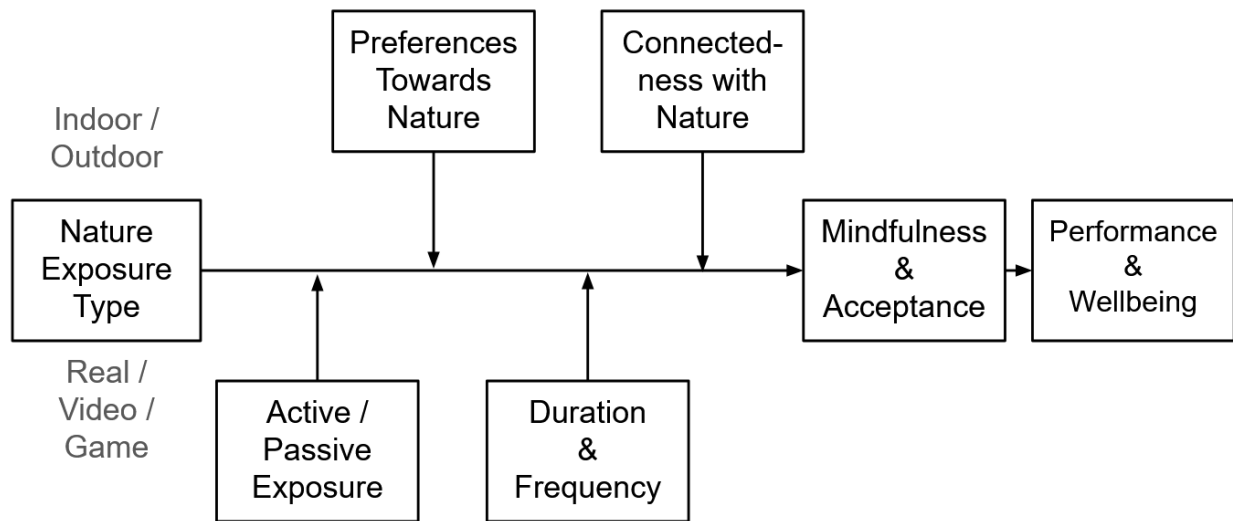 Preferences
Towards
Nature
Connected-
ness with
Nature
Indoor /
Outdoor
Nature
Exposure
Type
Mindfulness
&
Acceptance
Performance
&
Wellbeing
Real /
Video /
Game
Active /
Passive
Exposure
Duration
&
Frequency